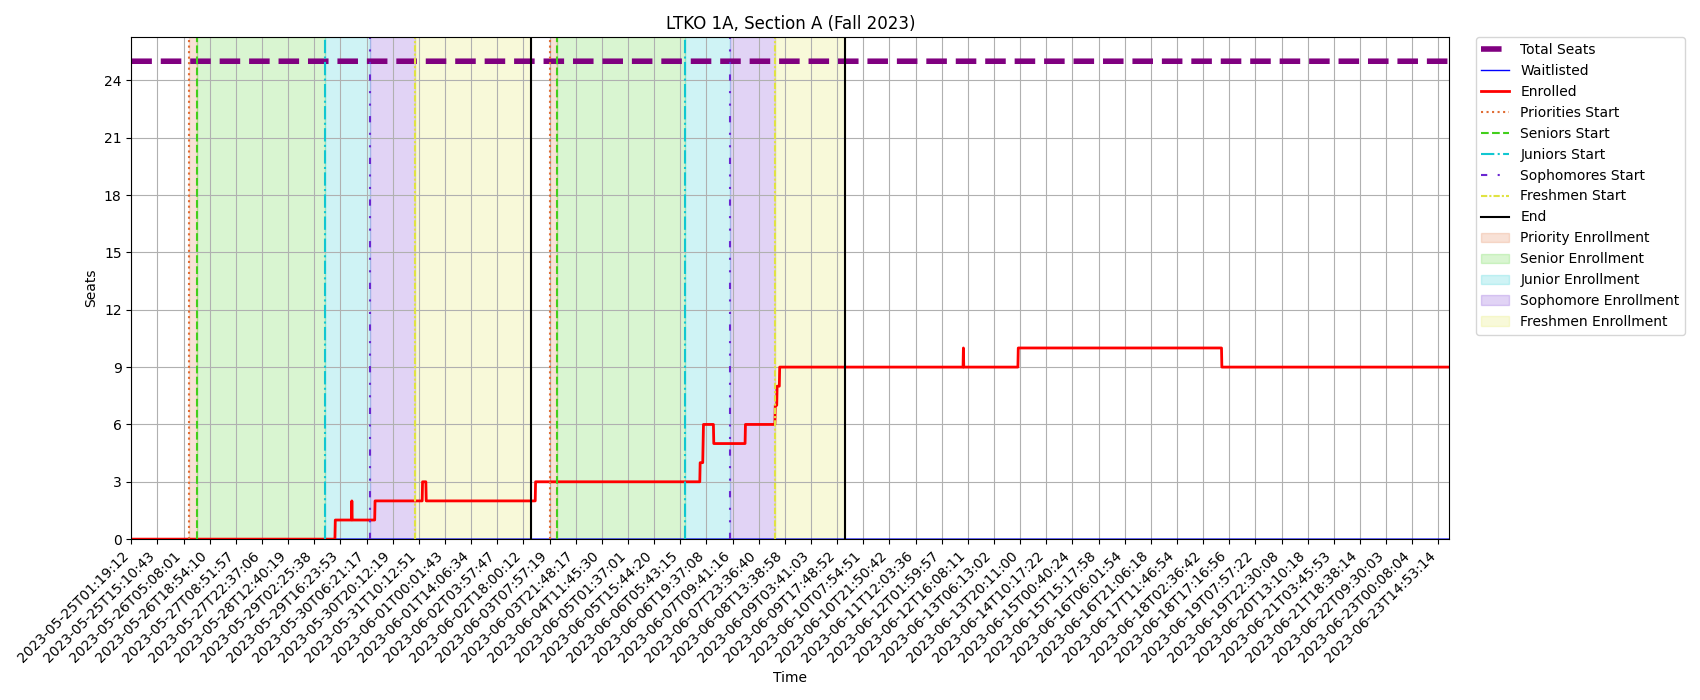 LTKO 1A, Section A (Fall 2023)
Seats
24
21
18
15
12
9
6
3
0
2023-05-25T01:19:12
2023-05-25T15:10:43
2023-05-26T05:08:01
2023-05-26T18:54:10
2023-05-27T08:51:57
2023-05-27T22:37:06
2023-05-28T12:40:19
2023-05-29T02:25:38
2023-05-29T16:23:53
2023-05-30T06:21:17
2023-05-30T20:12:19
2023-05-31T10:12:51
2023-06-01T00:01:43
2023-06-01T14:06:34
2023-06-02T03:57:47
2023-06-02T18:00:12
2023-06-03T07:57:19
2023-06-03T21:48:17
2023-06-04T11:45:30
2023-06-05T01:37:01
2023-06-05T15:44:20
2023-06-06T05:43:15
2023-06-06T19:37:08
2023-06-07T09:41:16
2023-06-07T23:36:40
2023-06-08T13:38:58
2023-06-09T03:41:03
2023-06-09T17:48:52
2023-06-10T07:54:51
2023-06-10T21:50:42
2023-06-11T12:03:36
2023-06-12T01:59:57
2023-06-12T16:08:11
2023-06-13T06:13:02
2023-06-13T20:11:00
2023-06-14T10:17:22
2023-06-15T00:40:24
2023-06-15T15:17:58
2023-06-16T06:01:54
2023-06-16T21:06:18
2023-06-17T11:46:54
2023-06-18T02:36:42
2023-06-18T17:16:56
2023-06-19T07:57:22
2023-06-19T22:30:08
2023-06-20T13:10:18
2023-06-21T03:45:53
2023-06-21T18:38:14
2023-06-22T09:30:03
2023-06-23T00:08:04
2023-06-23T14:53:14
Time
Total Seats
Waitlisted
Enrolled
Priorities Start
Seniors Start
Juniors Start
Sophomores Start
Freshmen Start
End
Priority Enrollment
Senior Enrollment
Junior Enrollment
Sophomore Enrollment
Freshmen Enrollment